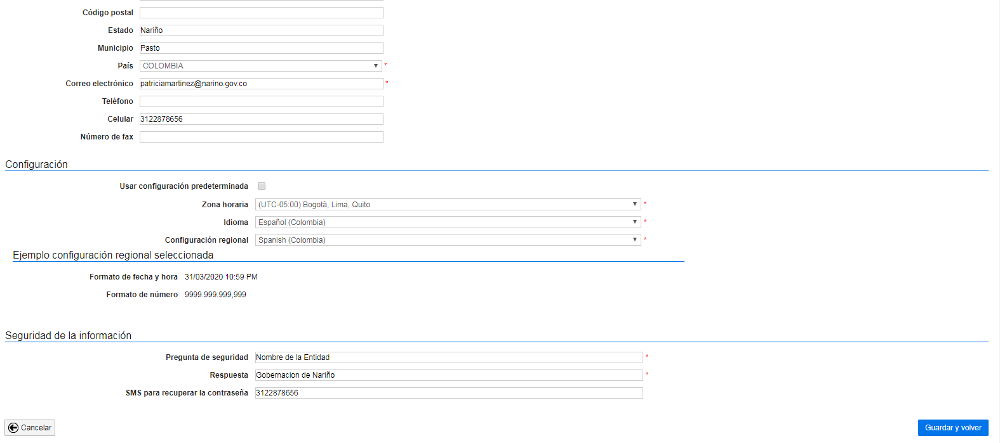 Código postal
Estado Nariño
Municipio Pasto
País COLOMBIA *
Correo electrónico patriciamartinez@narino.gov.co *
Teléfono
Celular 3122878656
Número de fax
Configuración
Usar configuración predeterminada
Zona horaria (UTC-05:00) Bogotá, Lima, Quito *
Idioma Español (Colombia) *
Configuración regional Spanish (Colombia) *
Ejemplo configuración regional seleccionada
Formato de fecha y hora 31/03/2020 10:59 PM
Formato de número 9999.999.999,999
Seguridad de la información
Pregunta de seguridad Nombre de la Entidad *
Respuesta Gobernacion de Nariño *
SMS para recuperar la contraseña 3122878656
Cancelar Guardar y volver